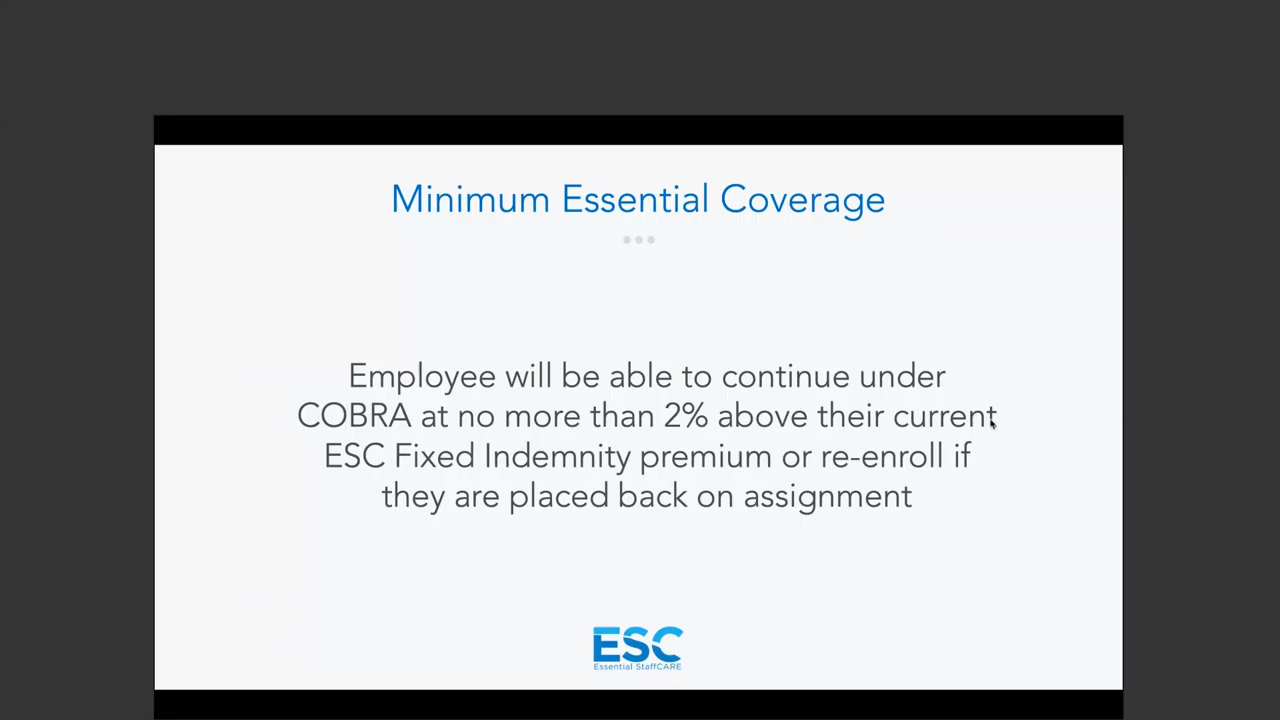 Minimum Essential Coverage
Employee will be able to continue under
COBRA at no more than 2% above their current
ESC Fixed Indemnity premium or re-enroll if
they are placed back on assignment
ESC
Essential StaffCARE